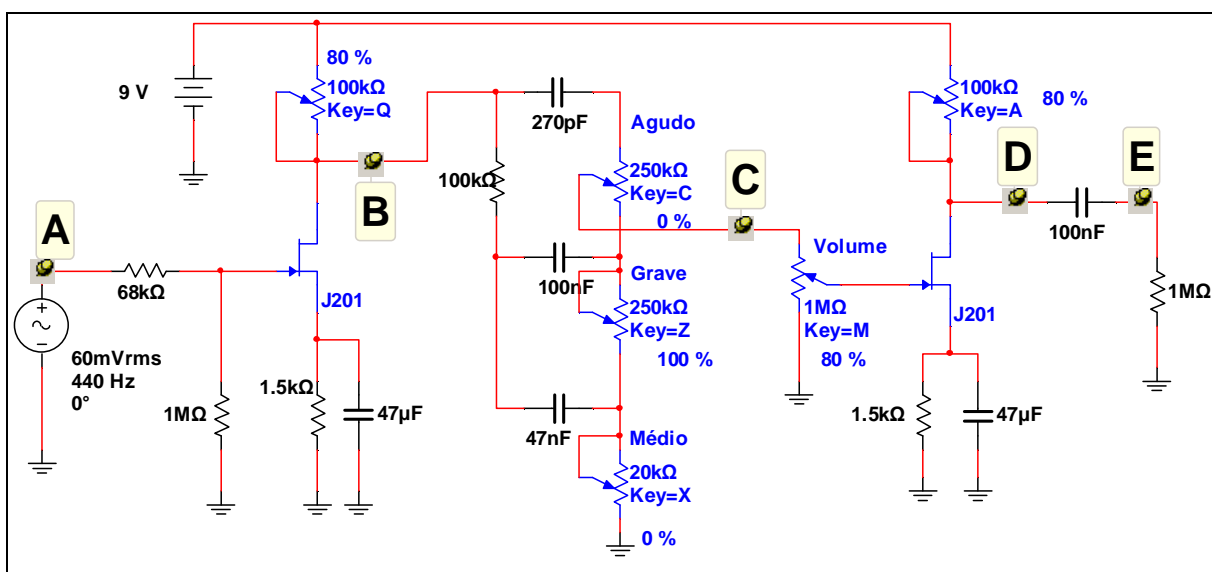 9 V
80 %
100kΩ
Key=Q
B
A
68kΩ
60mVrms
440 Hz
0°
1MΩ
J201
1.5kΩ
47µF
270pF
100kΩ
Agudo
250kΩ
Key=C
0 %
100nF
Grave
250kΩ
Key=Z
100 %
47nF
Médio
20kΩ
Key=X
0 %
C
Volume
1MΩ
Key=M
80 %
100kΩ
Key=A
80 %
D
E
100nF
J201
1MΩ
1.5kΩ
47µF